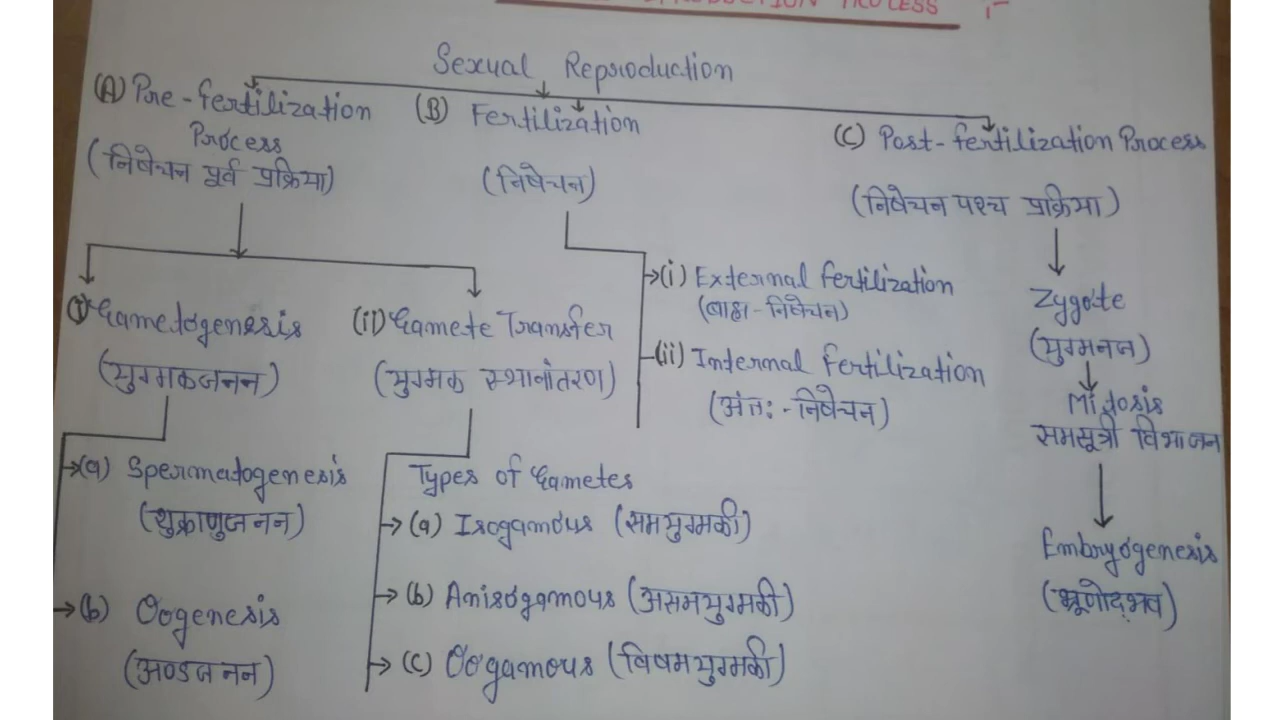 PROCESS
Sexual Reproduction
(A) Pre-fertilization
Process
(निषेचन पूर्व प्रक्रिया)
(B) Fertilization
(निषेचन)
(C) Post-fertilization Process
(निषेचन पश्च प्रक्रिया)
(i) Gametogenesis
(युग्मकजनन)
(a) Spermatogenesis
(शुक्राणुजनन)
(b) Oogenesis
(अण्डजनन)
(ii) Gamete Transfer
(युग्मक स्थानांतरण)
Types of Gametes
(a) Isogamous (समयुग्मकी)
(b) Anisogamous (असमयुग्मकी)
(c) Oogamous (विषमयुग्मकी)
(i) External fertilization
(बाह्य-निषेचन)
(ii) Internal Fertilization
(अंत:-निषेचन)
Zygote
(युग्मनज)
Mitosis
समसूत्री विभाजन
Embryogenesis
(भ्रूणोद्भव)